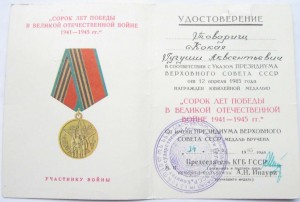 "СОРОК ЛЕТ ПОБЕДЫ
В ВЕЛИКОЙ ОТЕЧЕСТВЕННОЙ ВОЙНЕ
1941—1945 гг."
УЧАСТНИКУ ВОЙНЫ
УДОСТОВЕРЕНИЕ
Товарищ
в соответствии с Указом ПРЕЗИДИУМА
ВЕРХОВНОГО СОВЕТА СССР
от 12 апреля 1985 года
НАГРАЖДЕН ЮБИЛЕЙНОЙ МЕДАЛЬЮ
"СОРОК ЛЕТ ПОБЕДЫ
В ВЕЛИКОЙ ОТЕЧЕСТВЕННОЙ
ВОЙНЕ 1941—1945 гг."
ОТ ИМЕНИ ПРЕЗИДИУМА ВЕРХОВНОГО
СОВЕТА СССР МЕДАЛЬ ВРУЧЕНА
Председатель КГБ ГССР
А.Н. Инаури